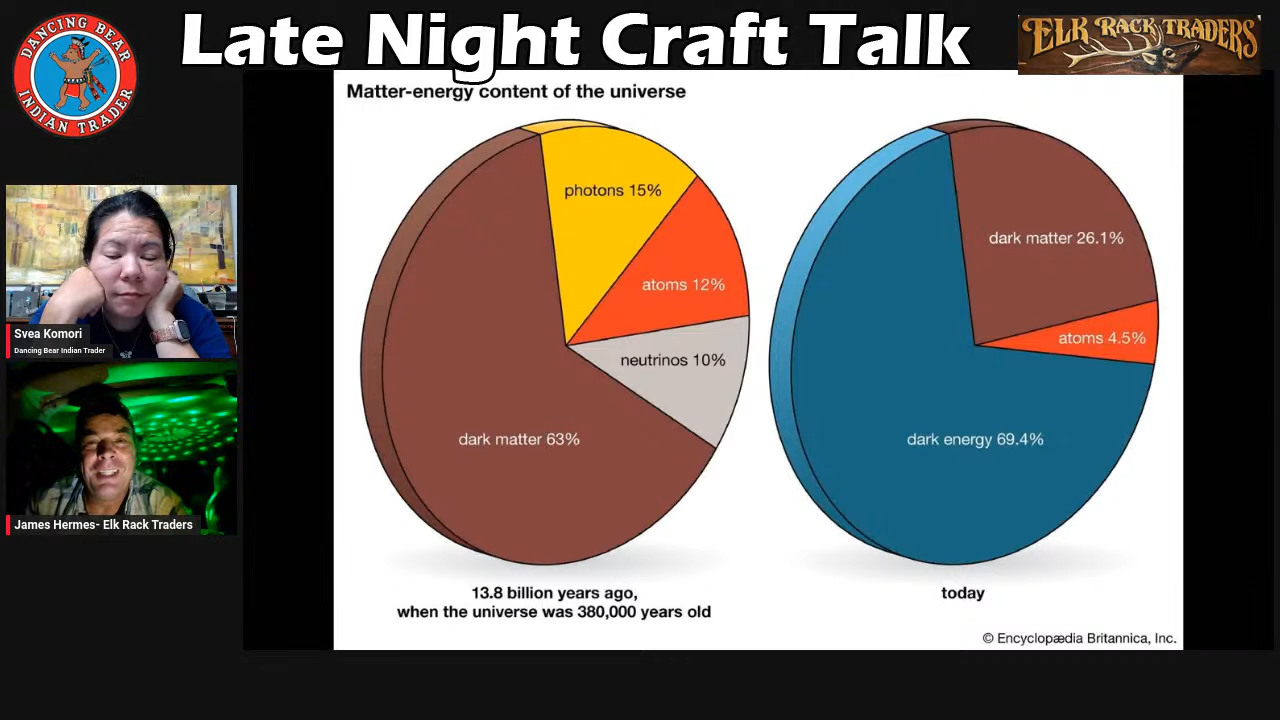 DANCING BEAR
INDIAN TRADER
Late Night Craft Talk
ELK RACK TRADERS
Matter-energy content of the universe
photons 15%
atoms 12%
neutrinos 10%
dark matter 63%
13.8 billion years ago,
when the universe was 380,000 years old
dark matter 26.1%
atoms 4.5%
dark energy 69.4%
today
© Encyclopædia Britannica, Inc.
Svea Komori
Dancing Bear Indian Trader
James Hermes- Elk Rack Traders